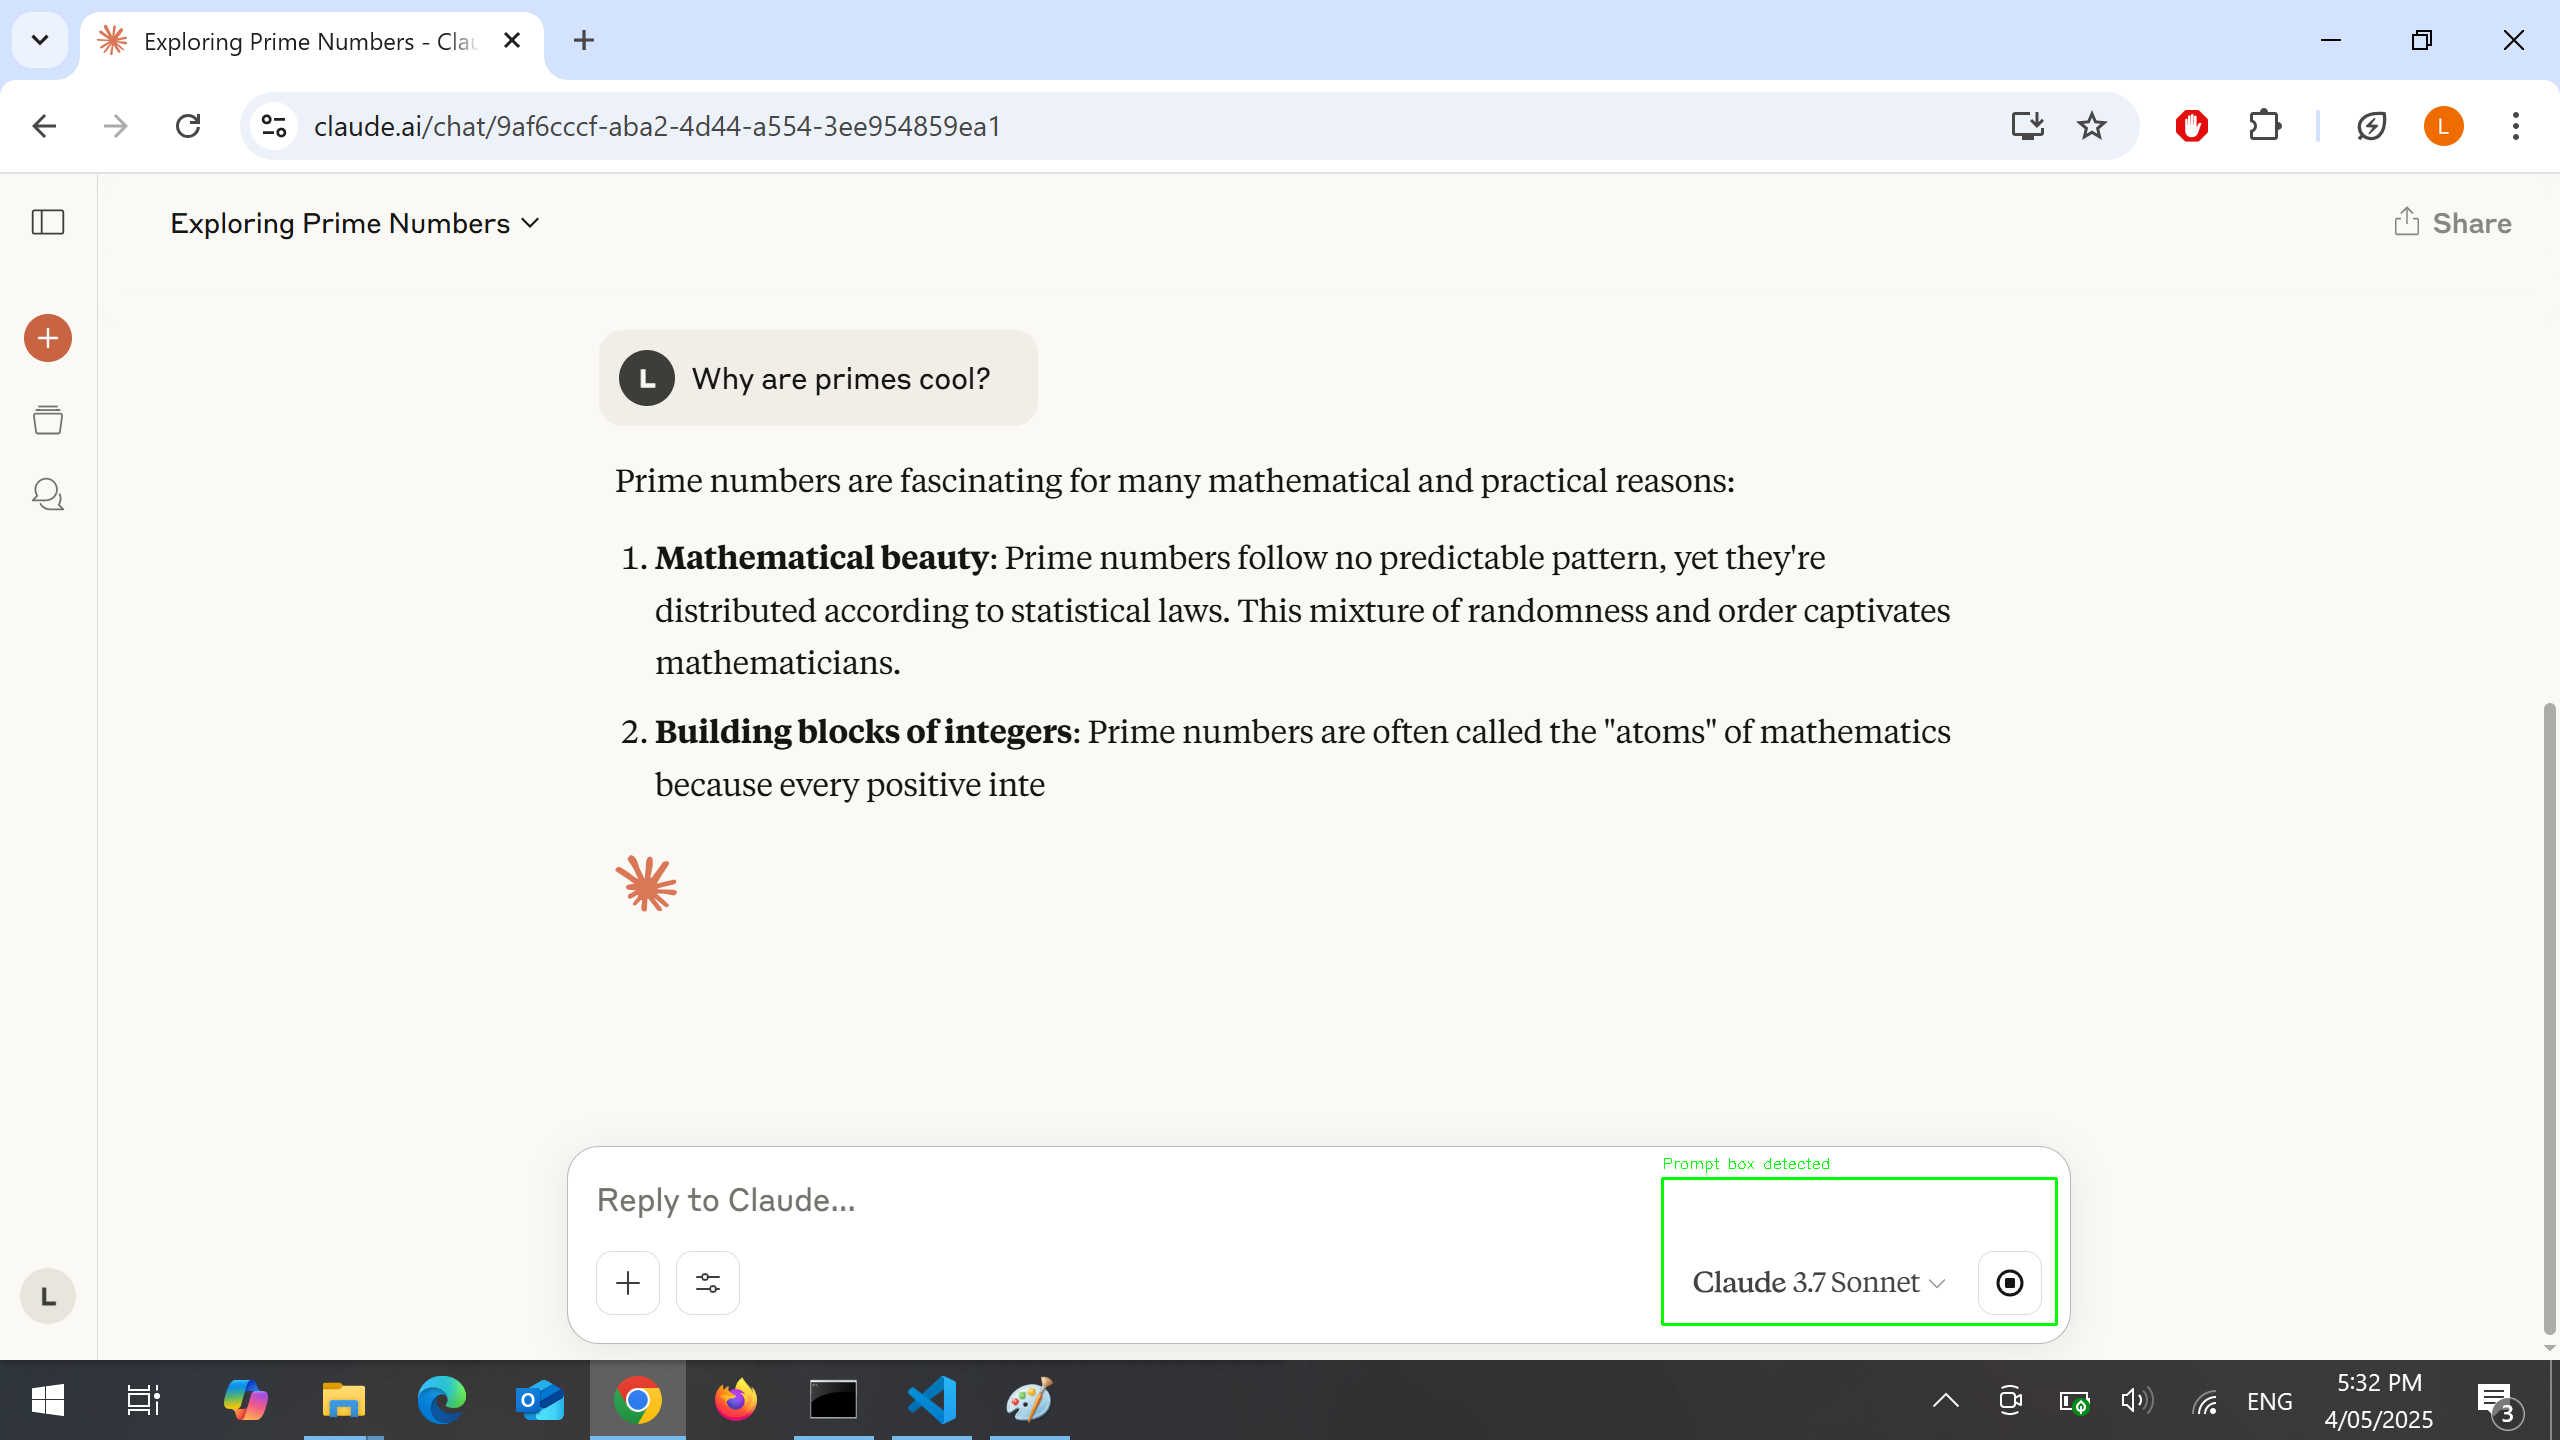 Exploring Prime Numbers - Clau
claude.ai/chat/9af6cccf-aba2-4d44-a554-3ee954859ea1
L
Exploring Prime Numbers
Share
L
Why are primes cool?
Prime numbers are fascinating for many mathematical and practical reasons:
1. Mathematical beauty: Prime numbers follow no predictable pattern, yet they're
distributed according to statistical laws. This mixture of randomness and order captivates
mathematicians.
2. Building blocks of integers: Prime numbers are often called the "atoms" of mathematics
because every positive inte
Prompt box detected
Reply to Claude...
Claude 3.7 Sonnet
L
ENG
5:32 PM
4/05/2025
3